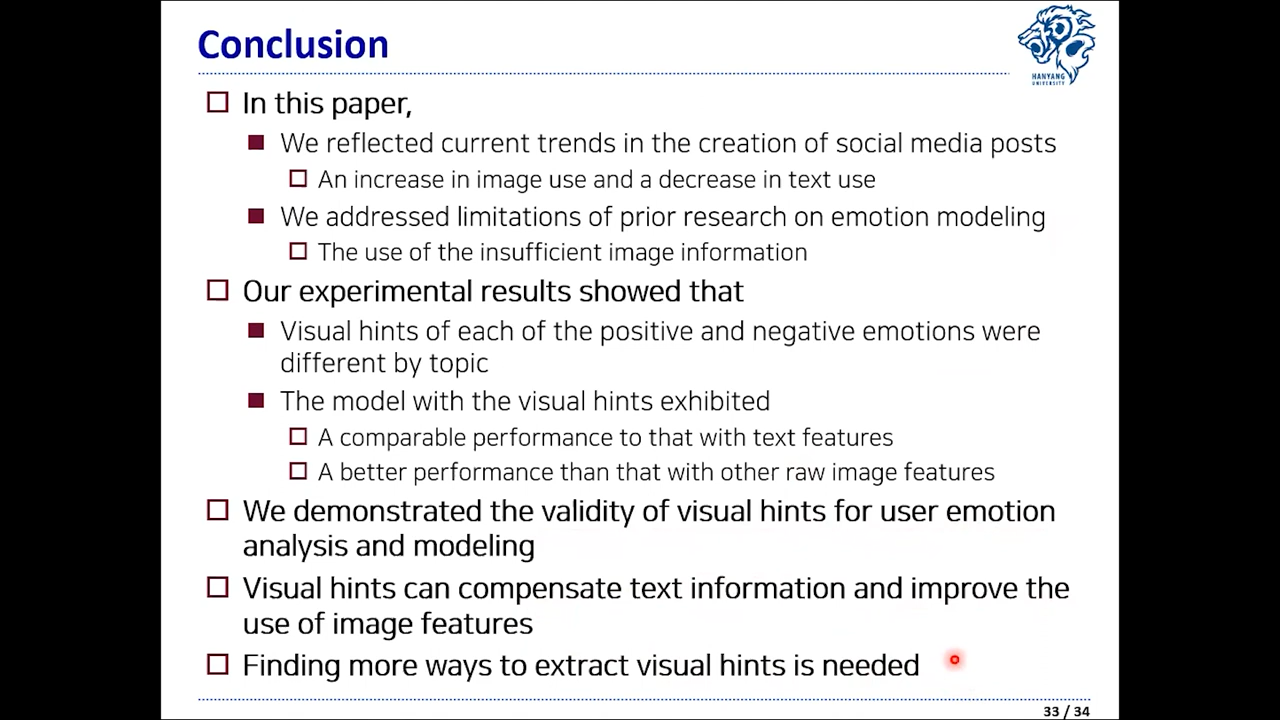 Conclusion
HANYANG
UNIVERSITY
In this paper,
We reflected current trends in the creation of social media posts
An increase in image use and a decrease in text use
We addressed limitations of prior research on emotion modeling
The use of the insufficient image information
Our experimental results showed that
Visual hints of each of the positive and negative emotions were
different by topic
The model with the visual hints exhibited
A comparable performance to that with text features
A better performance than that with other raw image features
We demonstrated the validity of visual hints for user emotion
analysis and modeling
Visual hints can compensate text information and improve the
use of image features
Finding more ways to extract visual hints is needed
33 / 34